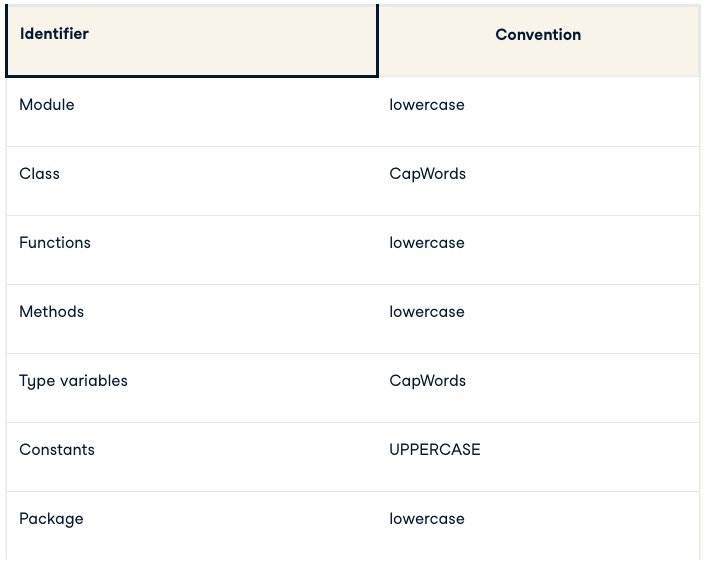 Identifier Convention
Module lowercase
Class CapWords
Functions lowercase
Methods lowercase
Type variables CapWords
Constants UPPERCASE
Package lowercase